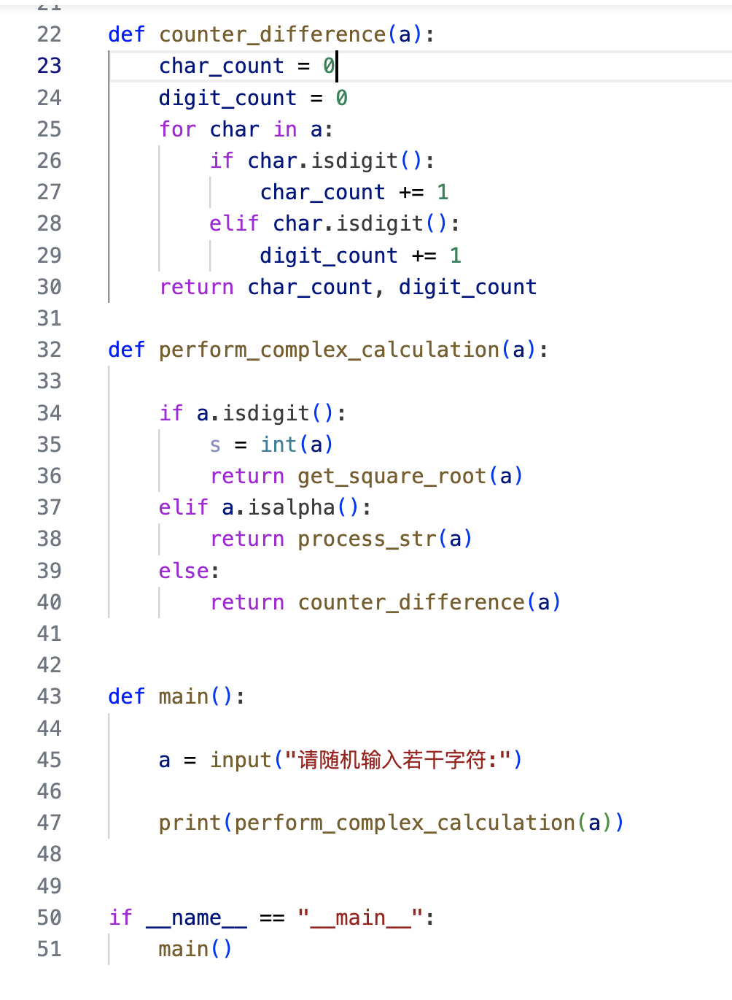 21
22 def counter_difference(a):
23 char_count = 0
24 digit_count = 0
25 for char in a:
26 if char.isdigit():
27 char_count += 1
28 elif char.isdigit():
29 digit_count += 1
30 return char_count, digit_count
31
32 def perform_complex_calculation(a):
33
34 if a.isdigit():
35 s = int(a)
36 return get_square_root(a)
37 elif a.isalpha():
38 return process_str(a)
39 else:
40 return counter_difference(a)
41
42
43 def main():
44
45 a = input("请随机输入若干字符:")
46
47 print(perform_complex_calculation(a))
48
49
50 if __name__ == "__main__":
51 main()